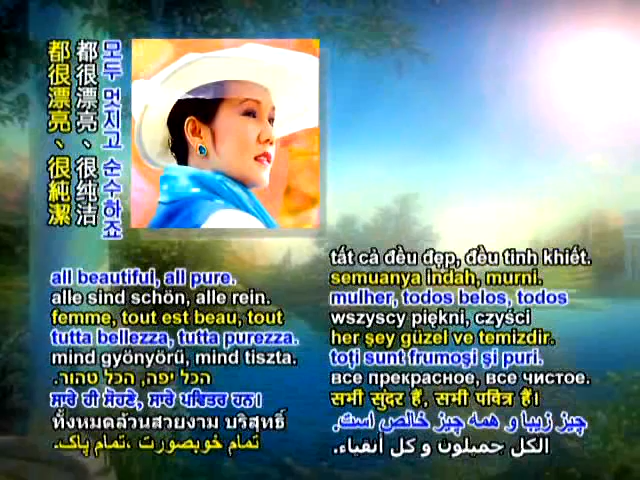 都很漂亮、很純潔
都很漂亮、很纯洁
모두 멋지고 순수하죠
all beautiful, all pure.
alle sind schön, alle rein.
femme, tout est beau, tout
tutta bellezza, tutta purezza.
mind gyönyörű, mind tiszta.
הכל יפה, הכל טהור.
ਸਾਰੇ ਹੀ ਸੋਹਣੇ, ਸਾਰੇ ਪਵਿਤਰ ਹਨ।
ทั้งหมดล้วนสวยงาม บริสุทธิ์
تمام خوبصورت ،تمام پاک.
tất cả đều đẹp, đều tinh khiết.
semuanya indah, murni.
mulher, todos belos, todos
wszyscy piękni, czyści
her şey güzel ve temizdir.
toţi sunt frumoşi şi puri.
все прекрасное, все чистое.
सभी सुंदर हैं, सभी पवित्र हैं।
چیز زیبا و همه چیز خالص است.
الكل جميلون و كل أنقياء.